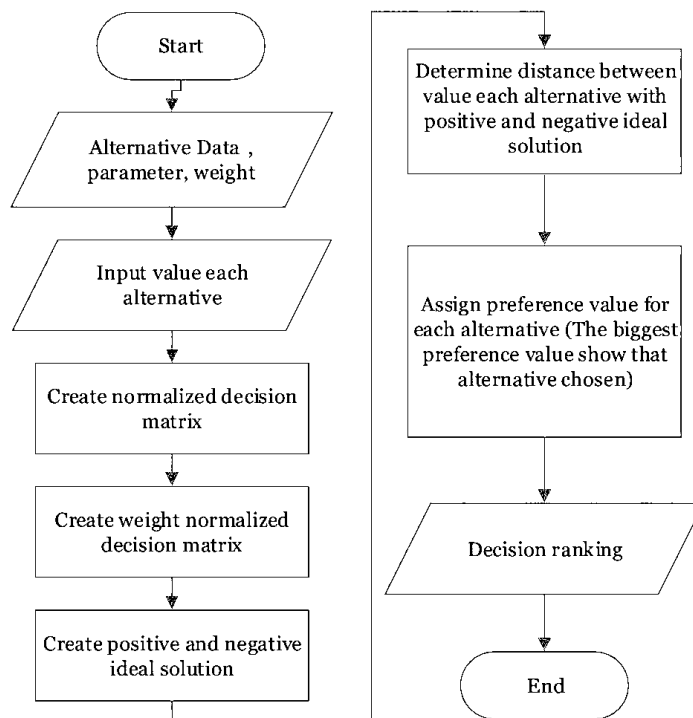 Start
Alternative Data ,
parameter, weight
Input value each
alternative
Create normalized decision
matrix
Create weight normalized
decision matrix
Create positive and negative
ideal solution
Determine distance between
value each alternative with
positive and negative ideal
solution
Assign preference value for
each alternative (The biggest
preference value show that
alternative chosen)
Decision ranking
End